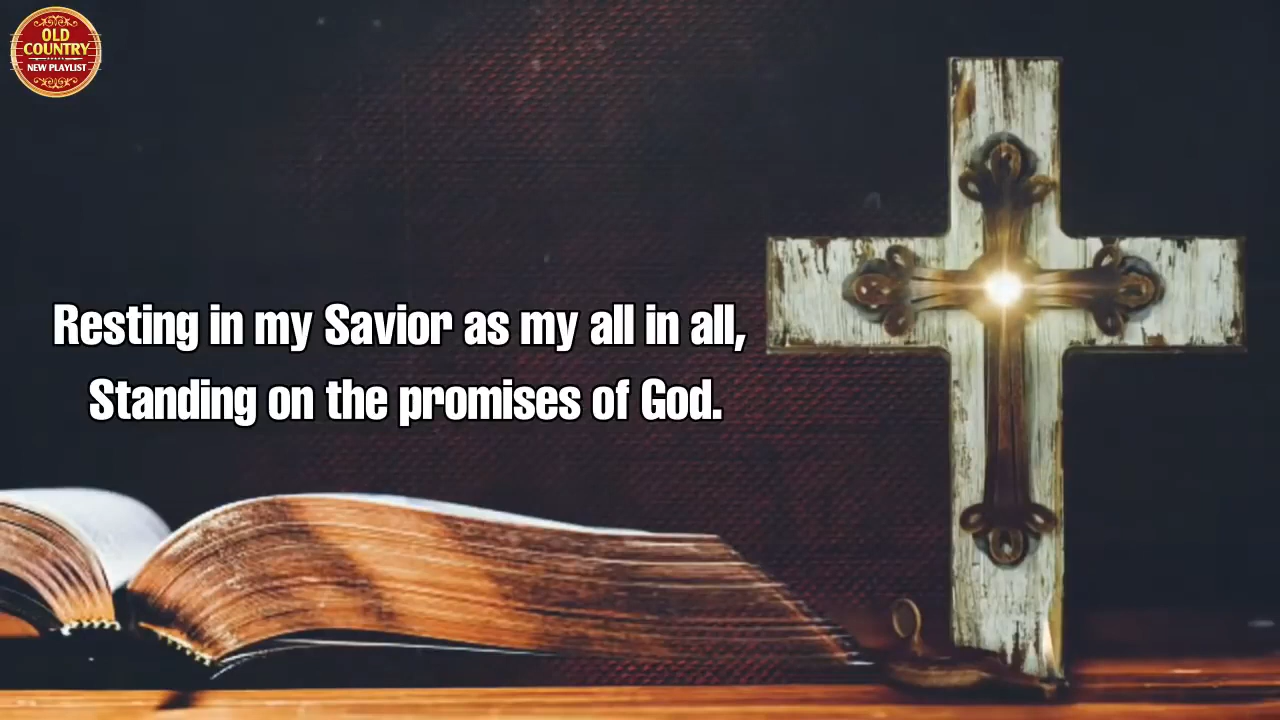 OLD
COUNTRY
NEW PLAYLIST
Resting in my Savior as my all in all,
Standing on the promises of God.